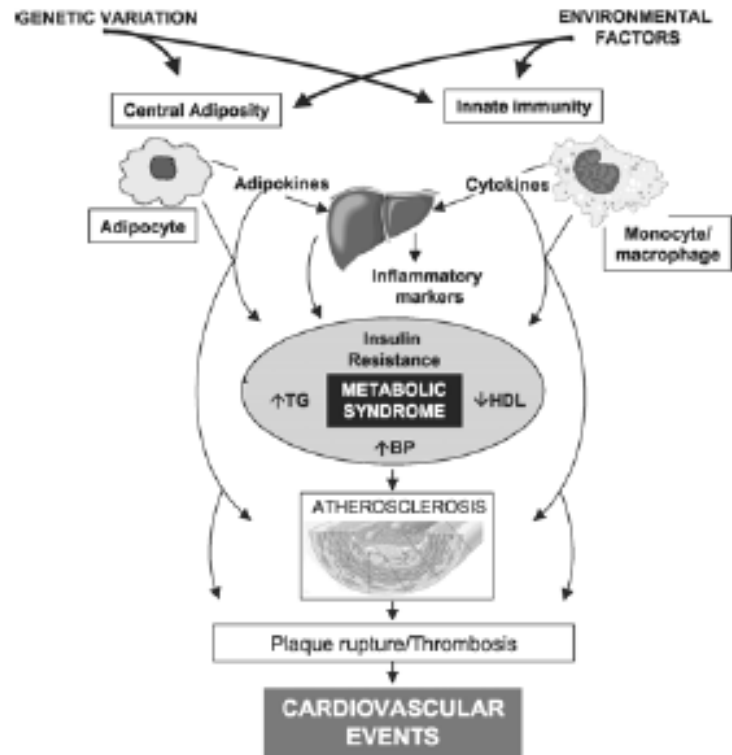 GENETIC VARIATION
ENVIRONMENTAL
FACTORS
Central Adiposity
Innate immunity
Adipokines
Cytokines
Adipocyte
Monocyte/
macrophage
Inflammatory
markers
Insulin
Resistance
↑TG
METABOLIC
SYNDROME
↓HDL
↑BP
ATHEROSCLEROSIS
Plaque rupture/Thrombosis
CARDIOVASCULAR
EVENTS